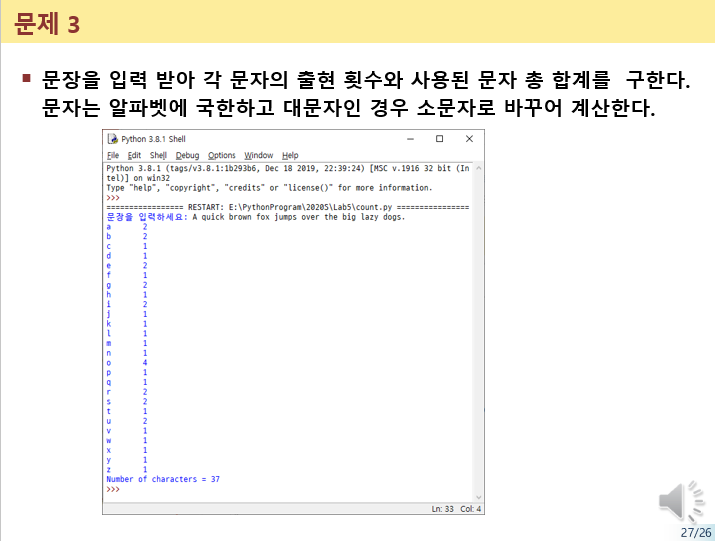 문제 3
문장을 입력 받아 각 문자의 출현 횟수와 사용된 문자 총 합계를 구한다.
문자는 알파벳에 국한하고 대문자인 경우 소문자로 바꾸어 계산한다.
Python 3.8.1 Shell
File Edit Shell Debug Options Window Help
Python 3.8.1 (tags/v3.8.1:1b293b6, Dec 18 2019, 22:39:24) [MSC v.1916 32 bit (In
tel)] on win32
Type "help", "copyright", "credits" or "license()" for more information.
>>>
================= RESTART: E:\PythonProgram\2020S\Lab5\count.py ================
문장을 입력하세요: A quick brown fox jumps over the big lazy dogs.
a 2
b 2
c 1
d 1
e 2
f 1
g 2
h 1
i 2
j 1
k 1
l 1
m 1
n 1
o 4
p 1
q 1
r 2
s 2
t 1
u 2
v 1
w 1
x 1
y 1
z 1
Number of characters = 37
>>>
Ln: 33 Col: 4
27/26